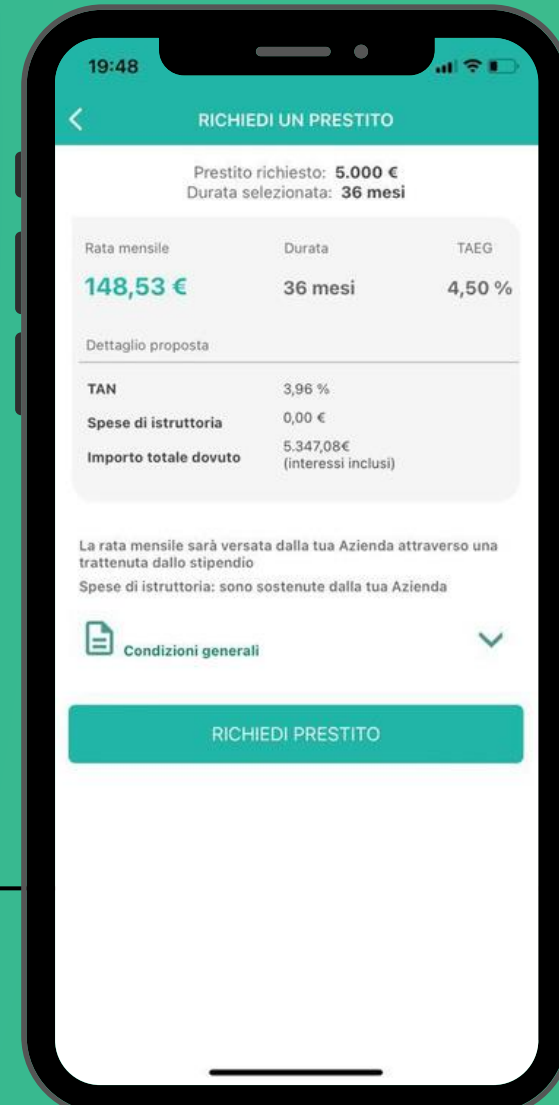 19:48
RICHIEDI UN PRESTITO
Prestito richiesto: 5.000 €
Durata selezionata: 36 mesi
Rata mensile Durata TAEG
148,53 € 36 mesi 4,50 %
Dettaglio proposta
TAN 3,96 %
Spese di istruttoria 0,00 €
Importo totale dovuto 5.347,08€
(interessi inclusi)
La rata mensile sarà versata dalla tua Azienda attraverso una
trattenuta dallo stipendio
Spese di istruttoria: sono sostenute dalla tua Azienda
Condizioni generali
RICHIEDI PRESTITO